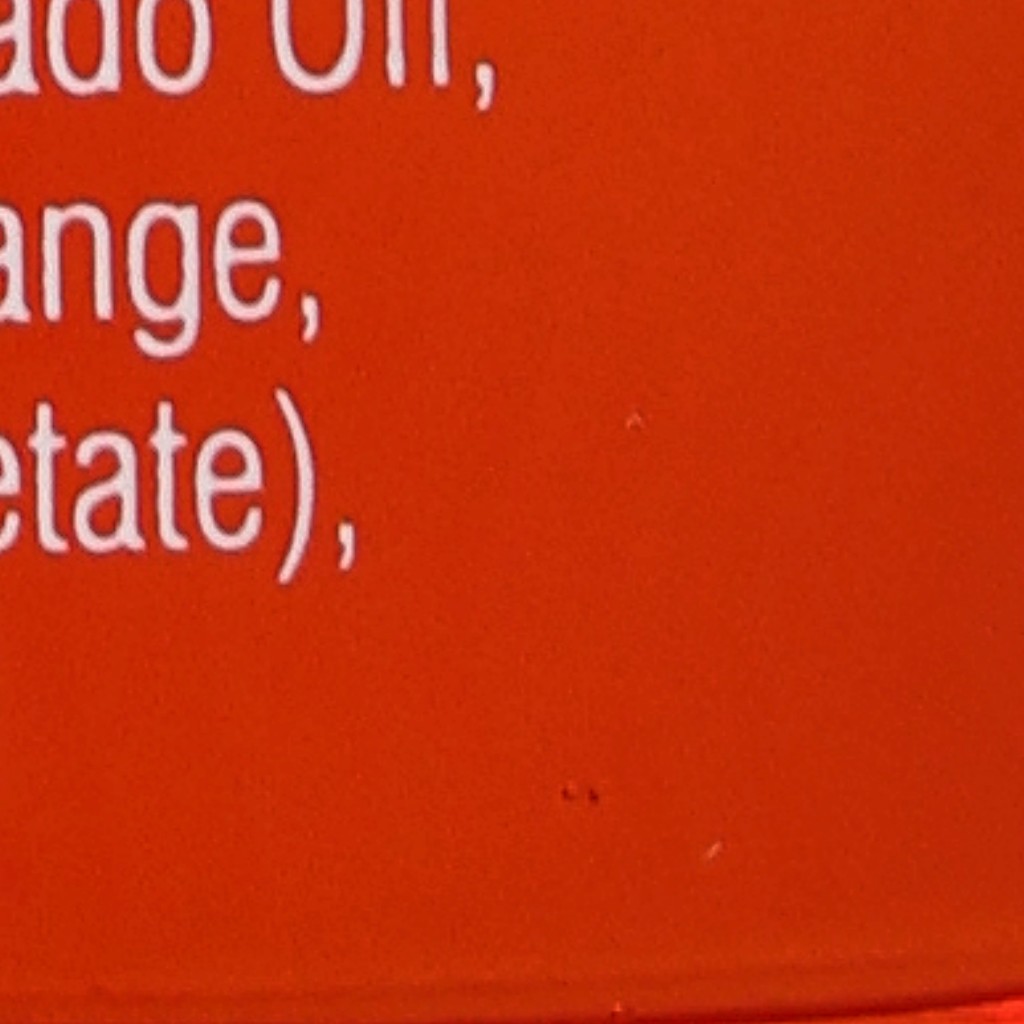 ado Oil,
ange,
etate),